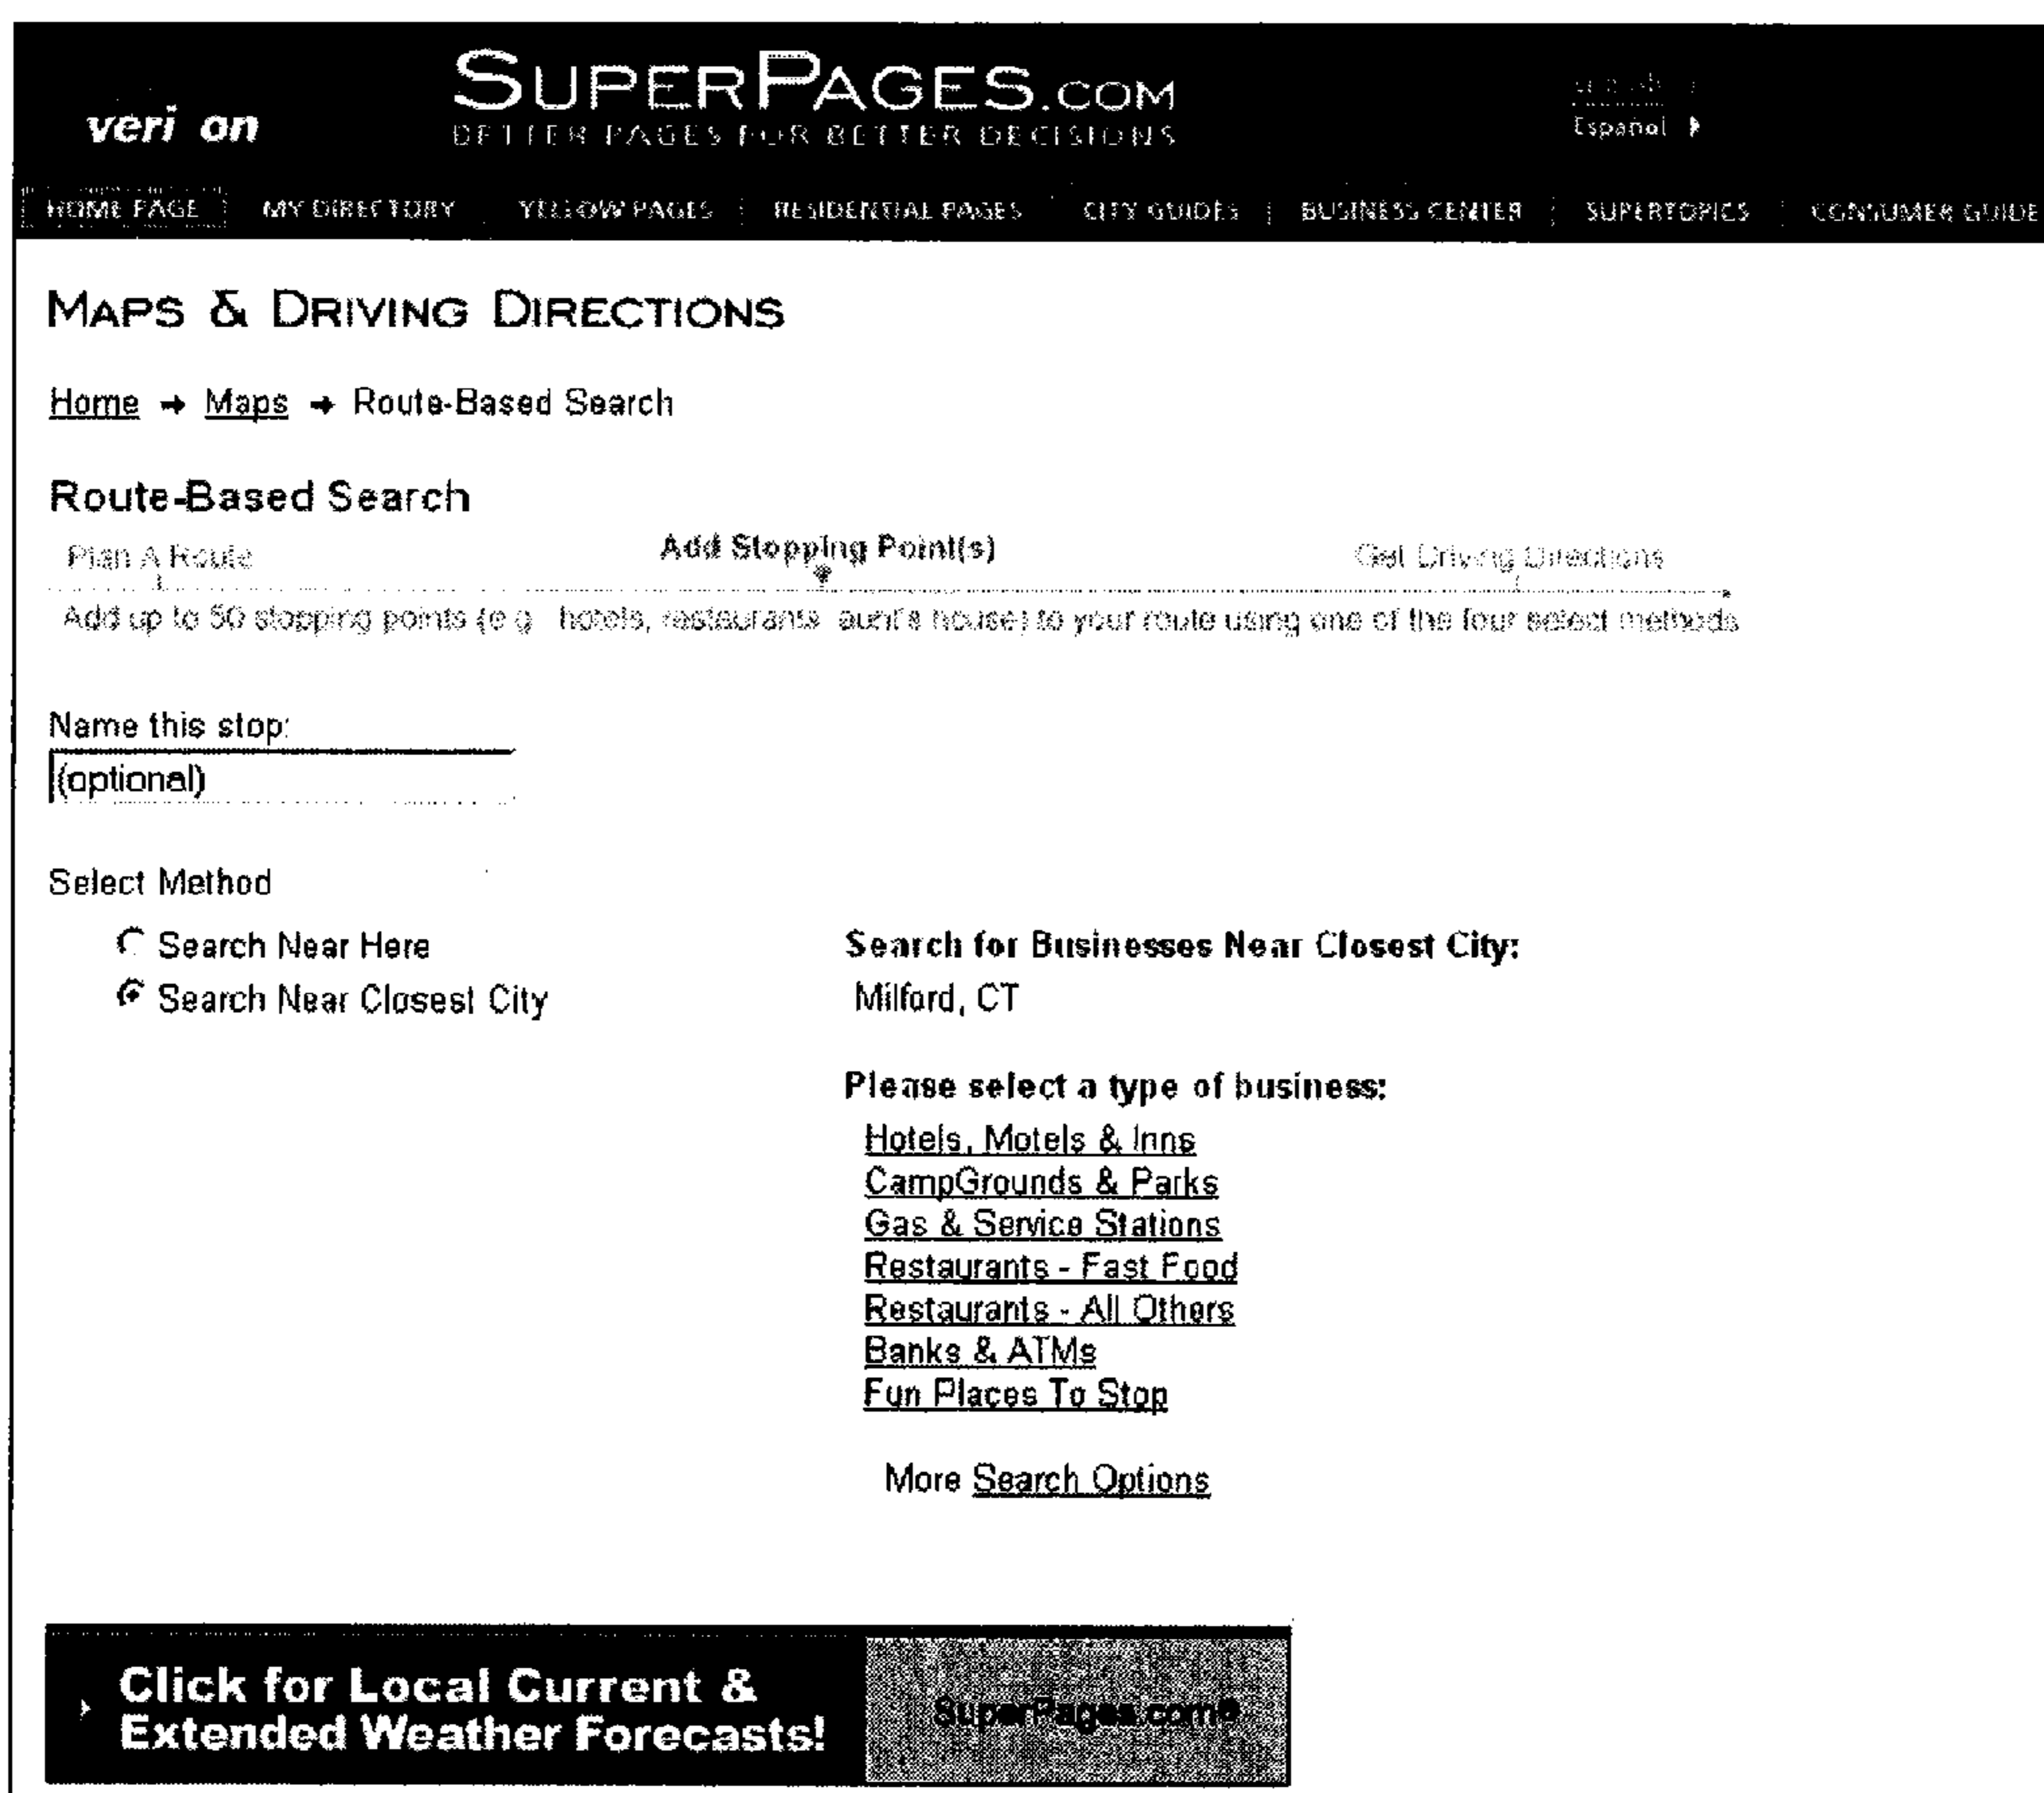 veri on
SUPERPAGES.COM
BETTER PAGES FOR BETTER DECISIONS
Español
HOME PAGE MY DIRECTORY YELLOW PAGES RESIDENTIAL PAGES CITY GUIDES BUSINESS CENTER SUPERTOPICS CONSUMER GUIDE
MAPS & DRIVING DIRECTIONS
Home → Maps → Route-Based Search
Route-Based Search
Plan A Route Add Stopping Point(s) Get Driving Directions
Add up to 50 stopping points (e.g. hotels, restaurants, aunt's house) to your route using one of the four select methods
Name this stop:
(optional)
Select Method
Search Near Here
Search Near Closest City
Search for Businesses Near Closest City:
Milford, CT
Please select a type of business:
Hotels, Motels & Inns
CampGrounds & Parks
Gas & Service Stations
Restaurants - Fast Food
Restaurants - All Others
Banks & ATMs
Fun Places To Stop
More Search Options
Click for Local Current &
Extended Weather Forecasts!
SuperPages.com®